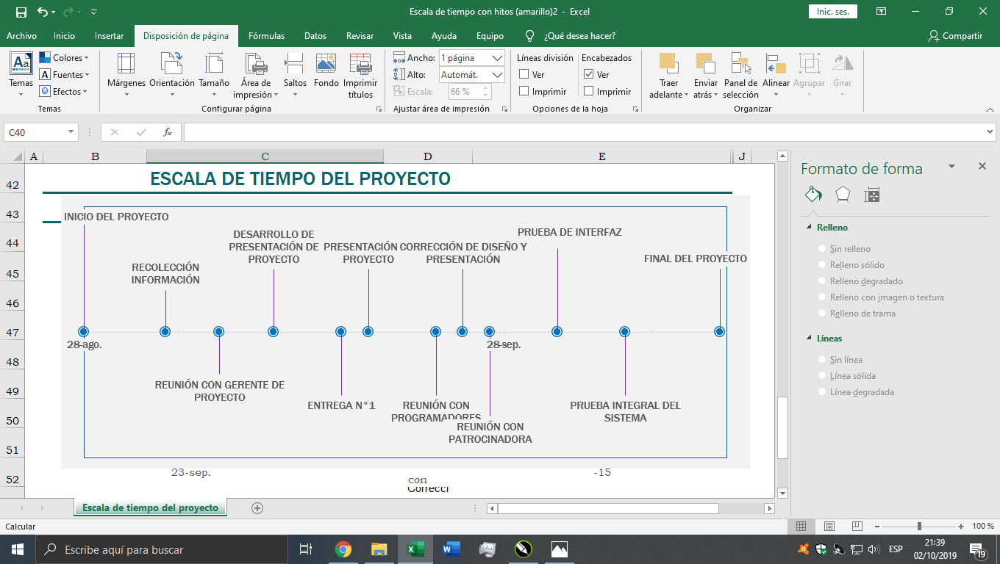 Escala de tiempo con hitos (amarillo)2 - Excel
Inic. ses.
Archivo Inicio Insertar Disposición de página Fórmulas Datos Revisar Vista Ayuda Equipo ¿Qué desea hacer? Compartir
Temas
Colores
Fuentes
Efectos
Temas
Márgenes Orientación Tamaño Área de impresión Saltos Fondo Imprimir títulos
Configurar página
Ancho: 1 página
Alto: Automát.
Escala: 66 %
Ajustar área de impresión
Líneas división Encabezados
Ver Ver
Imprimir Imprimir
Opciones de la hoja
Traer adelante Enviar atrás Panel de selección Alinear Agrupar Girar
Organizar
C40
fx
A B C D E J
42
43
44
45
46
47
48
49
50
51
52
ESCALA DE TIEMPO DEL PROYECTO
INICIO DEL PROYECTO
RECOLECCIÓN
INFORMACIÓN
DESARROLLO DE
PRESENTACIÓN DE
PROYECTO
PRESENTACIÓN
PROYECTO
CORRECCIÓN DE DISEÑO Y
PRESENTACIÓN
PRUEBA DE INTERFAZ
FINAL DEL PROYECTO
28-ago.
28-sep.
REUNIÓN CON GERENTE DE
PROYECTO
ENTREGA N°1
REUNIÓN CON
PROGRAMADORES
REUNIÓN CON
PATROCINADORA
PRUEBA INTEGRAL DEL
SISTEMA
23-sep.
con
Correcci
-15
Formato de forma
Relleno
Sin relleno
Relleno sólido
Relleno degradado
Relleno con imagen o textura
Relleno de trama
Líneas
Sin línea
Línea sólida
Línea degradada
Escala de tiempo del proyecto
Calcular
100 %
Escribe aquí para buscar
ESP
21:39
02/10/2019
19